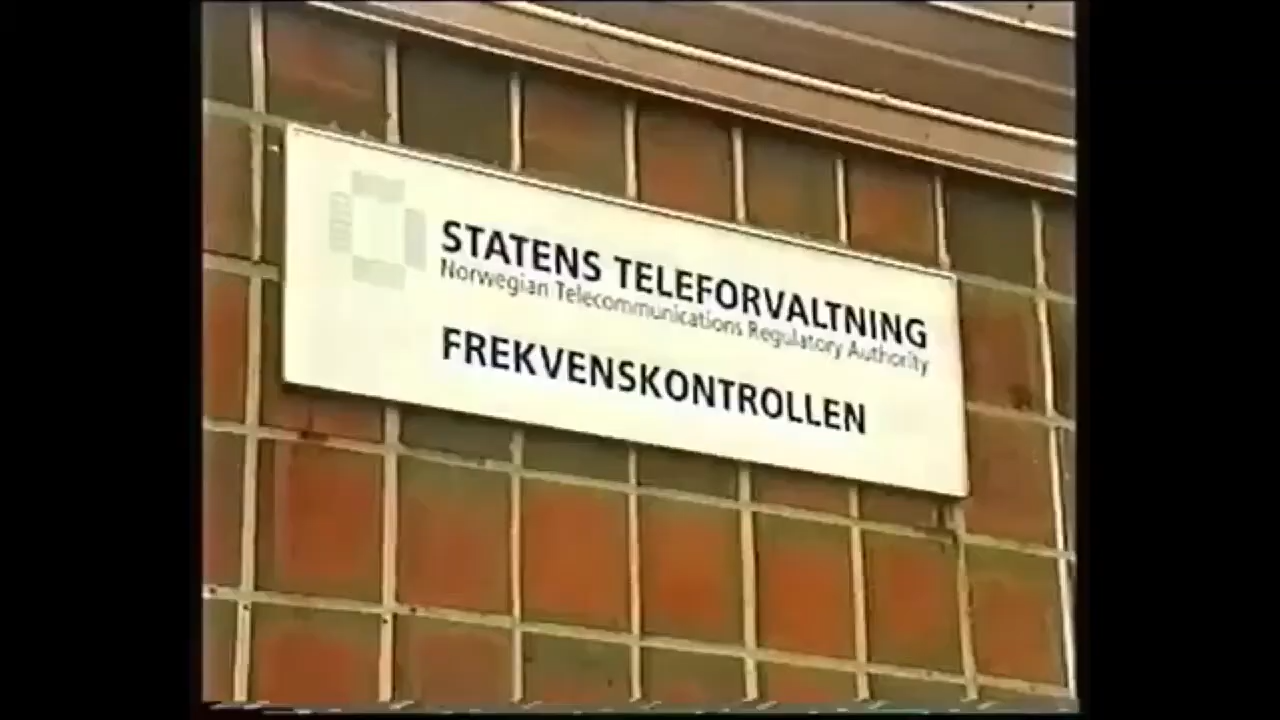 STATENS TELEFORVALTNING
Norwegian Telecommunications Regulatory Authority
FREKVENSKONTROLLEN